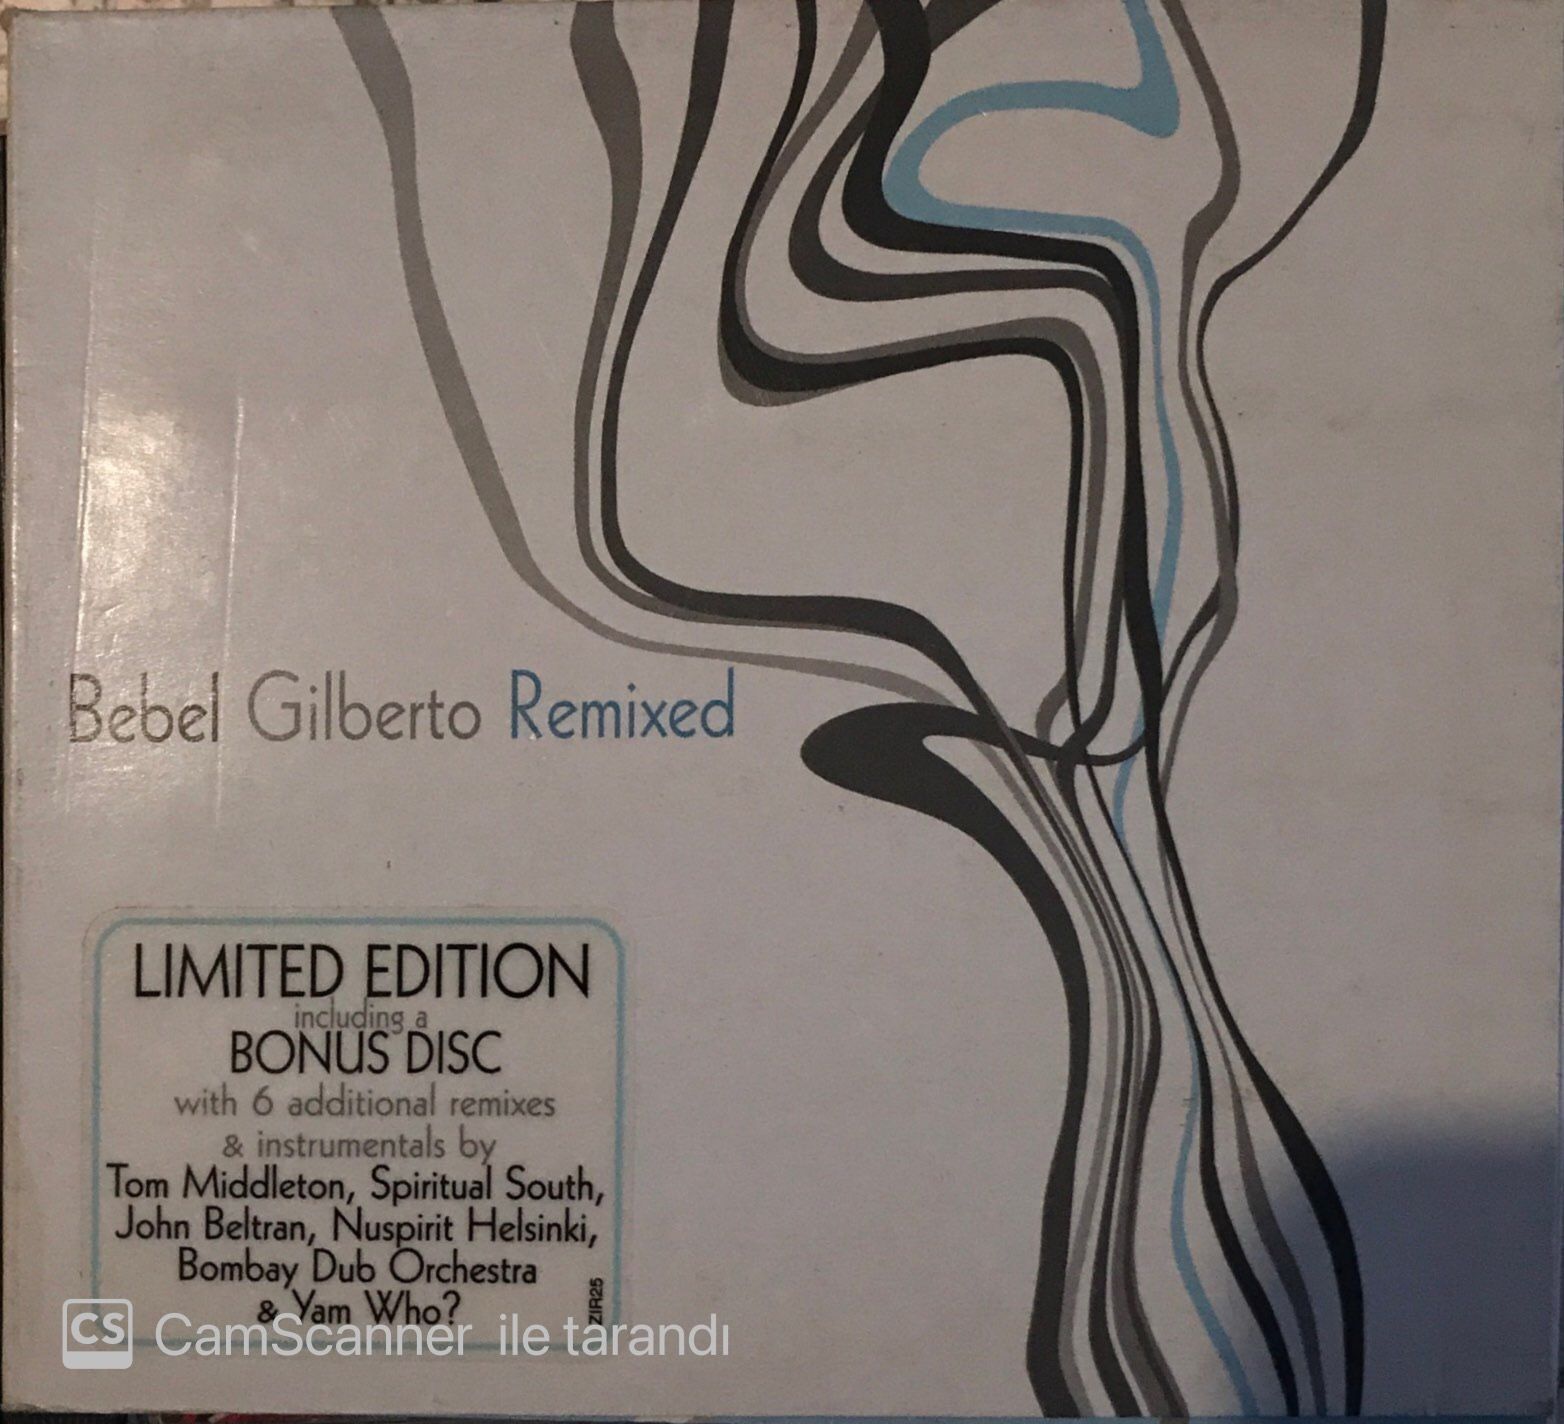 Bebel Gilberto Remixed
LIMITED EDITION
including a
BONUS DISC
with 6 additional remixes
& instrumentals by
Tom Middleton, Spiritual South,
John Beltran, Nuspirit Helsinki,
Bombay Dub Orchestra
& Yam Who?
ZIR25
CS CamScanner ile tarandı